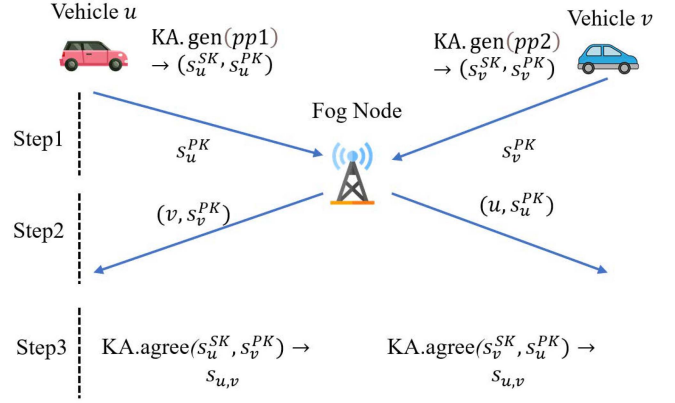 Vehicle u
Vehicle v
KA.gen(pp1)
→ (s_u^{SK}, s_u^{PK})
KA.gen(pp2)
→ (s_v^{SK}, s_v^{PK})
Fog Node
Step1
s_u^{PK}
s_v^{PK}
Step2
(v, s_v^{PK})
(u, s_u^{PK})
Step3
KA.agree(s_u^{SK}, s_v^{PK}) →
s_{u,v}
KA.agree(s_v^{SK}, s_u^{PK}) →
s_{u,v}